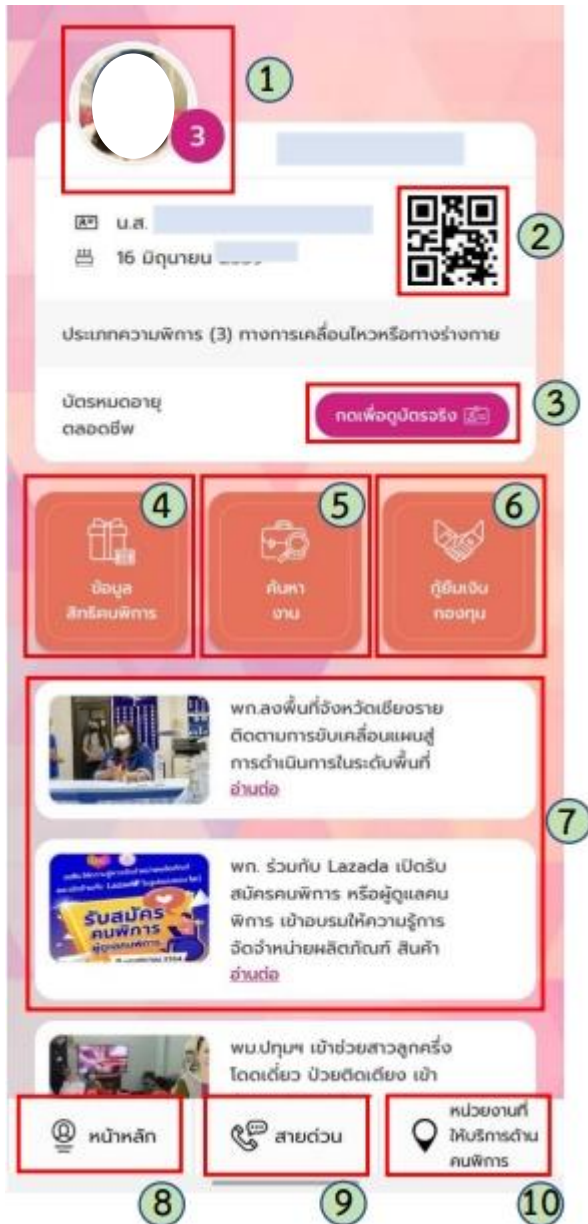 1
3
2
น.ส.
16 มิถุนายน
ประเภทความพิการ (3) ทางการเคลื่อนไหวหรือทางร่างกาย
บัตรหมดอายุ
ตลอดชีพ
กดเพื่อดูบัตรจริง
3
4
5
6
ข้อมูล
สิทธิคนพิการ
ค้นหา
งาน
กู้ยืมเงิน
กองทุน
พก.ลงพื้นที่จังหวัดเชียงราย
ติดตามการขับเคลื่อนแผนสู่
การดำเนินการในระดับพื้นที่
อ่านต่อ
7
รับสมัคร
คนพิการ
พก. ร่วมกับ Lazada เปิดรับ
สมัครคนพิการ หรือผู้ดูแลคน
พิการ เข้าอบรมให้ความรู้การ
จัดจำหน่ายผลิตภัณฑ์ สินค้า
อ่านต่อ
พม.ปทุมฯ เข้าช่วยสาวลูกครึ่ง
โดดเดี่ยว ป่วยติดเตียง เข้า
หน้าหลัก
สายด่วน
หน่วยงานที่
ให้บริการด้าน
คนพิการ
8
9
10